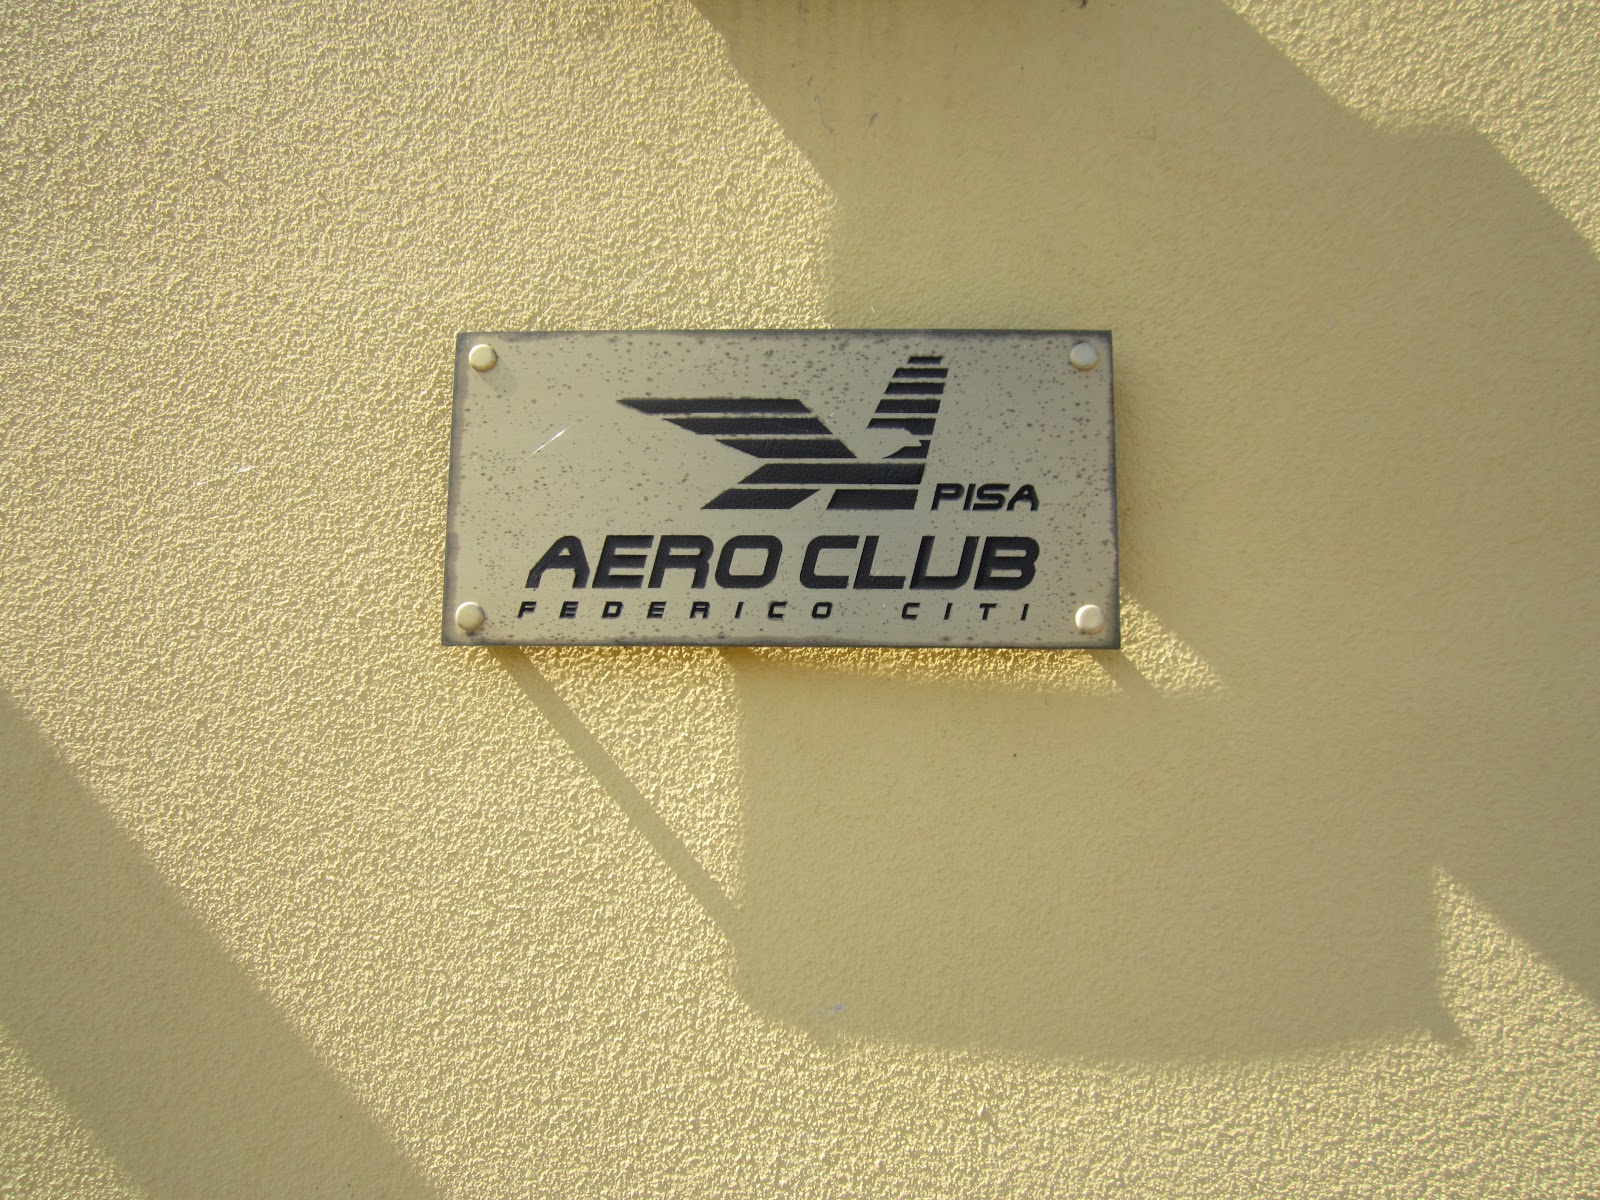 PISA
AERO CLUB
FEDERICO CITI